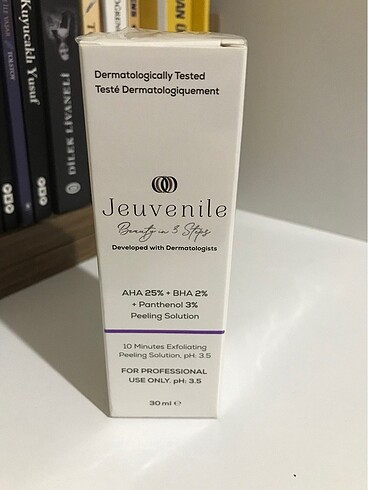 Kuyucaklı Yusuf
DİLEK LİVANELİ
TOLSTOY
Dermatologically Tested
Testé Dermatologiquement
Jeuvenile
Beauty in 3 Steps
Developed with Dermatologists
AHA 25% + BHA 2%
+ Panthenol 3%
Peeling Solution
10 Minutes Exfoliating
Peeling Solution, pH: 3.5
FOR PROFESSIONAL
USE ONLY, pH: 3.5
30 ml ℮